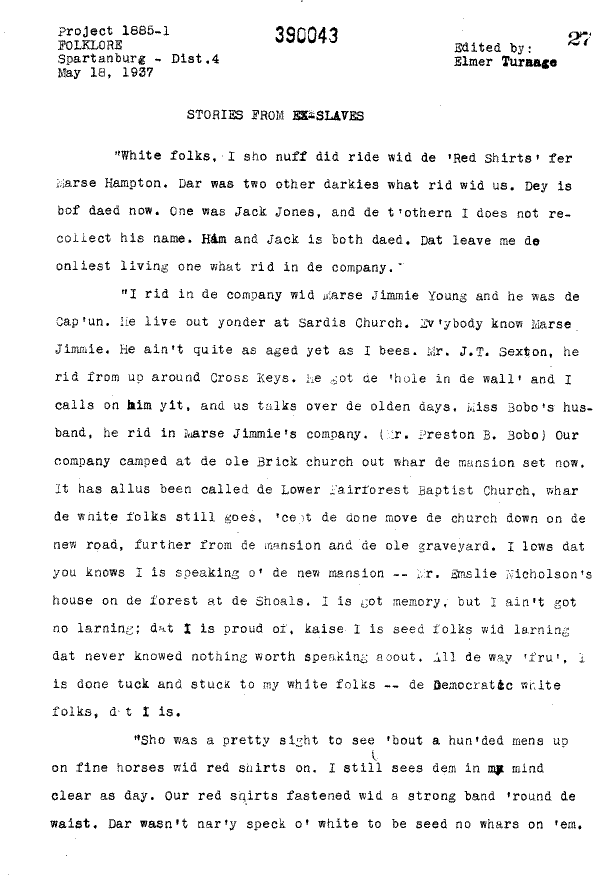 Project 1885-1
FOLKLORE
Spartanburg - Dist.4
May 18, 1937
390043
27
Edited by:
Elmer Turnage
STORIES FROM EX-SLAVES
"White folks, I sho nuff did ride wid de 'Red Shirts' fer
Marse Hampton. Dar was two other darkies what rid wid us. Dey is
bof daed now. One was Jack Jones, and de t'othern I does not re-
collect his name. Him and Jack is both daed. Dat leave me de
onliest living one what rid in de company."
"I rid in de company wid Marse Jimmie Young and he was de
Cap'un. He live out yonder at Sardis Church. Ev'ybody know Marse
Jimmie. He ain't quite as aged yet as I bees. Mr. J.T. Sexton, he
rid from up around Cross Keys. He got de 'hole in de wall' and I
calls on him yit, and us talks over de olden days. Miss Bobo's hus-
band, he rid in Marse Jimmie's company. (Mr. Preston B. Bobo) Our
company camped at de ole Brick church out whar de mansion set now.
It has allus been called de Lower Fairforest Baptist Church, whar
de white folks still goes, 'cept de done move de church down on de
new road, further from de mansion and de ole graveyard. I lows dat
you knows I is speaking o' de new mansion -- Mr. Emslie Nicholson's
house on de forest at de Shoals. I is got memory, but I ain't got
no larning; dat I is proud of, kaise I is seed folks wid larning
dat never knowed nothing worth speaking about. All de way 'fru', I
is done tuck and stuck to my white folks -- de Democratic white
folks, dat I is.
"Sho was a pretty sight to see 'bout a hun'ded mens up
on fine horses wid red shirts on. I still sees dem in my mind
clear as day. Our red shirts fastened wid a strong band 'round de
waist. Dar wasn't nar'y speck o' white to be seed no whars on 'em.